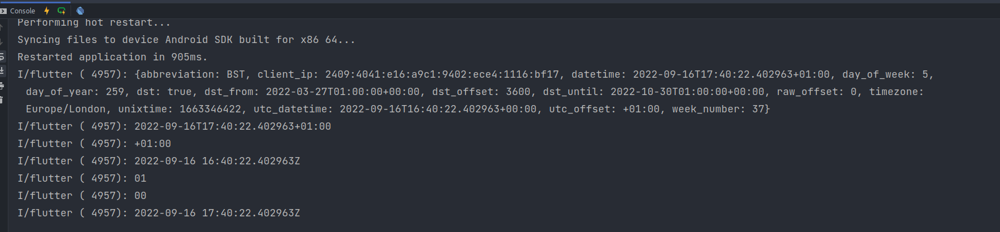 Console
Performing hot restart...
Syncing files to device Android SDK built for x86 64...
Restarted application in 905ms.
I/flutter ( 4957): {abbreviation: BST, client_ip: 2409:4041:e16:a9c1:9402:ece4:1116:bf17, datetime: 2022-09-16T17:40:22.402963+01:00, day_of_week: 5,
day_of_year: 259, dst: true, dst_from: 2022-03-27T01:00:00+00:00, dst_offset: 3600, dst_until: 2022-10-30T01:00:00+00:00, raw_offset: 0, timezone:
Europe/London, unixtime: 1663346422, utc_datetime: 2022-09-16T16:40:22.402963+00:00, utc_offset: +01:00, week_number: 37}
I/flutter ( 4957): 2022-09-16T17:40:22.402963+01:00
I/flutter ( 4957): +01:00
I/flutter ( 4957): 2022-09-16 16:40:22.402963Z
I/flutter ( 4957): 01
I/flutter ( 4957): 00
I/flutter ( 4957): 2022-09-16 17:40:22.402963Z